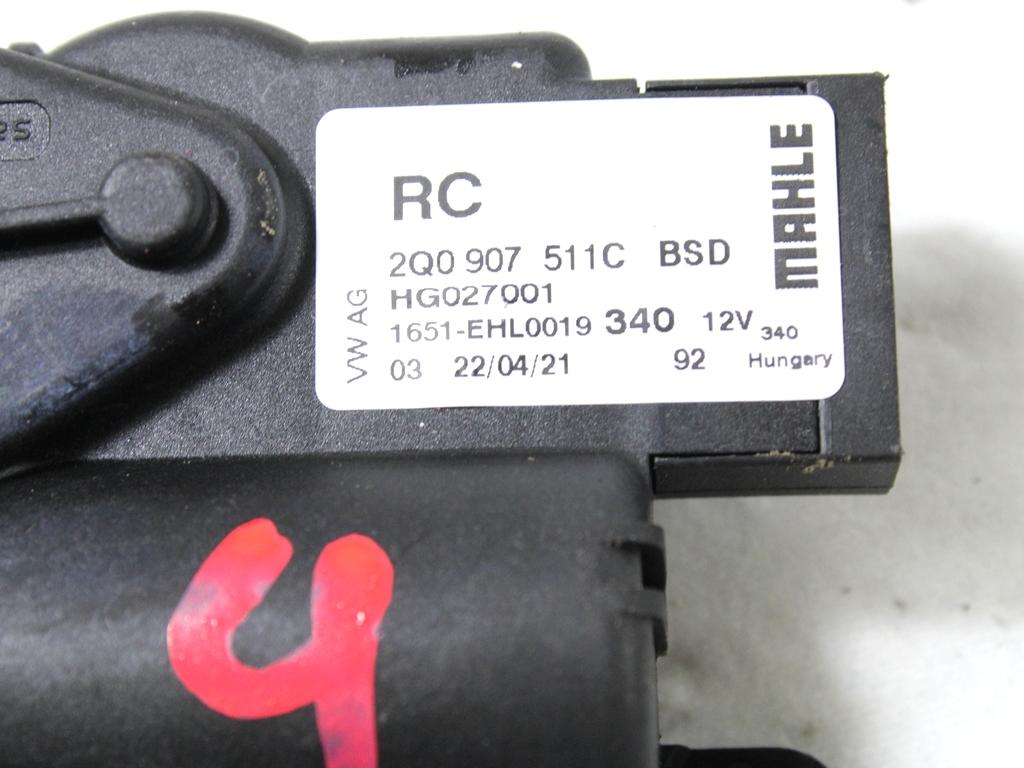 RC
2Q0 907 511C BSD
HG027001
1651-EHL0019 340 12V 340
03 22/04/21 92 Hungary
VW AG
MAHLE
4